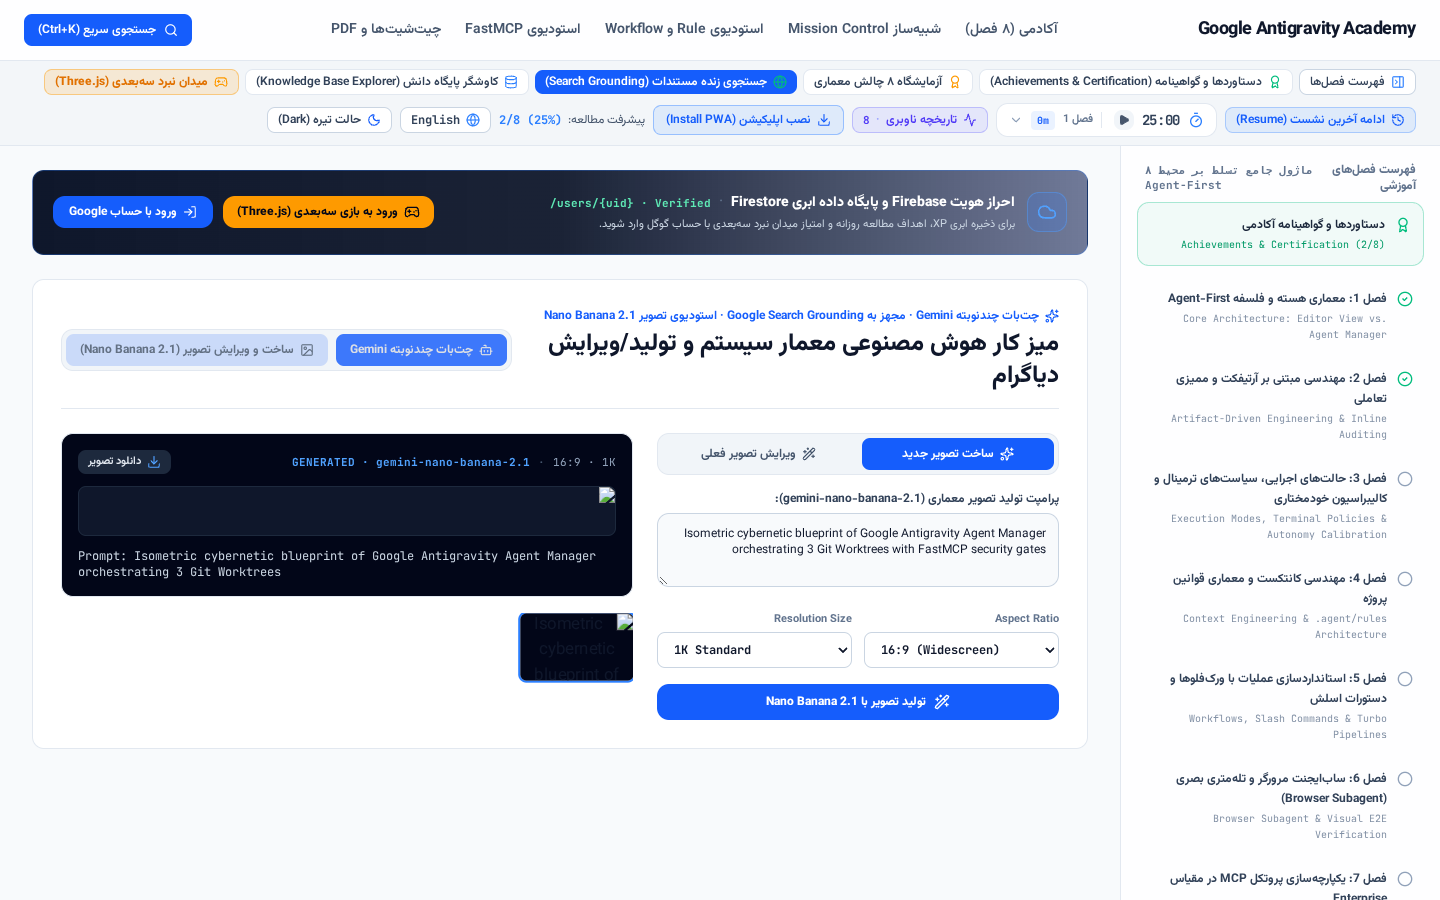 Google Antigravity Academy
آکادمی (۸ فصل)
شبیه‌ساز Mission Control
استودیوی Rule و Workflow
استودیوی FastMCP
چیت‌شیت‌ها و PDF
جستجوی سریع (Ctrl+K)
فهرست فصل‌ها
دستاوردها و گواهینامه (Achievements & Certification)
آزمایشگاه ۸ چالش معماری
جستجوی زنده مستندات (Search Grounding)
کاوشگر پایگاه دانش (Knowledge Base Explorer)
میدان نبرد سه‌بعدی (Three.js)
ادامه آخرین نشست (Resume)
25:00
فصل 1
0m
تاریخچه ناوبری · 8
نصب اپلیکیشن (Install PWA)
پیشرفت مطالعه: 2/8 (25%)
English
حالت تیره (Dark)
فهرست فصل‌های آموزشی
۸ ماژول جامع تسلط بر محیط Agent-First
دستاوردها و گواهینامه آکادمی
Achievements & Certification (2/8)
فصل 1: معماری هسته و فلسفه Agent-First
Core Architecture: Editor View vs.
Agent Manager
فصل 2: مهندسی مبتنی بر آرتیفکت و ممیزی
تعاملی
Artifact-Driven Engineering & Inline
Auditing
فصل 3: حالت‌های اجرایی، سیاست‌های ترمینال و
کالیبراسیون خودمختاری
Execution Modes, Terminal Policies &
Autonomy Calibration
فصل 4: مهندسی کانتکست و معماری قوانین
پروژه
Context Engineering & .agent/rules
Architecture
فصل 5: استانداردسازی عملیات با ورک‌فلوها و
دستورات اسلش
Workflows, Slash Commands & Turbo
Pipelines
فصل 6: ساب‌ایجنت مرورگر و تله‌متری بصری
(Browser Subagent)
Browser Subagent & Visual E2E
Verification
فصل 7: یکپارچه‌سازی پروتکل MCP در مقیاس
Enterprise
احراز هویت Firebase و پایگاه داده ابری Firestore · /users/{uid} · Verified
برای ذخیره ابری XP، اهداف مطالعه روزانه و امتیاز میدان نبرد سه‌بعدی با حساب گوگل وارد شوید.
ورود به بازی سه‌بعدی (Three.js)
ورود با حساب Google
چت‌بات چندنوبته Gemini · مجهز به Google Search Grounding · استودیوی تصویر Nano Banana 2.1
میز کار هوش مصنوعی معمار سیستم و تولید/ویرایش
دیاگرام
چت‌بات چندنوبته Gemini
ساخت و ویرایش تصویر (Nano Banana 2.1)
ساخت تصویر جدید
ویرایش تصویر فعلی
پرامپت تولید تصویر معماری (gemini-nano-banana-2.1):
Isometric cybernetic blueprint of Google Antigravity Agent Manager
orchestrating 3 Git Worktrees with FastMCP security gates
Aspect Ratio
Resolution Size
16:9 (Widescreen)
1K Standard
تولید تصویر با Nano Banana 2.1
GENERATED · gemini-nano-banana-2.1 · 16:9 · 1K
دانلود تصویر
Prompt: Isometric cybernetic blueprint of Google Antigravity Agent Manager
orchestrating 3 Git Worktrees
Isometric
cybernetic
blueprint of